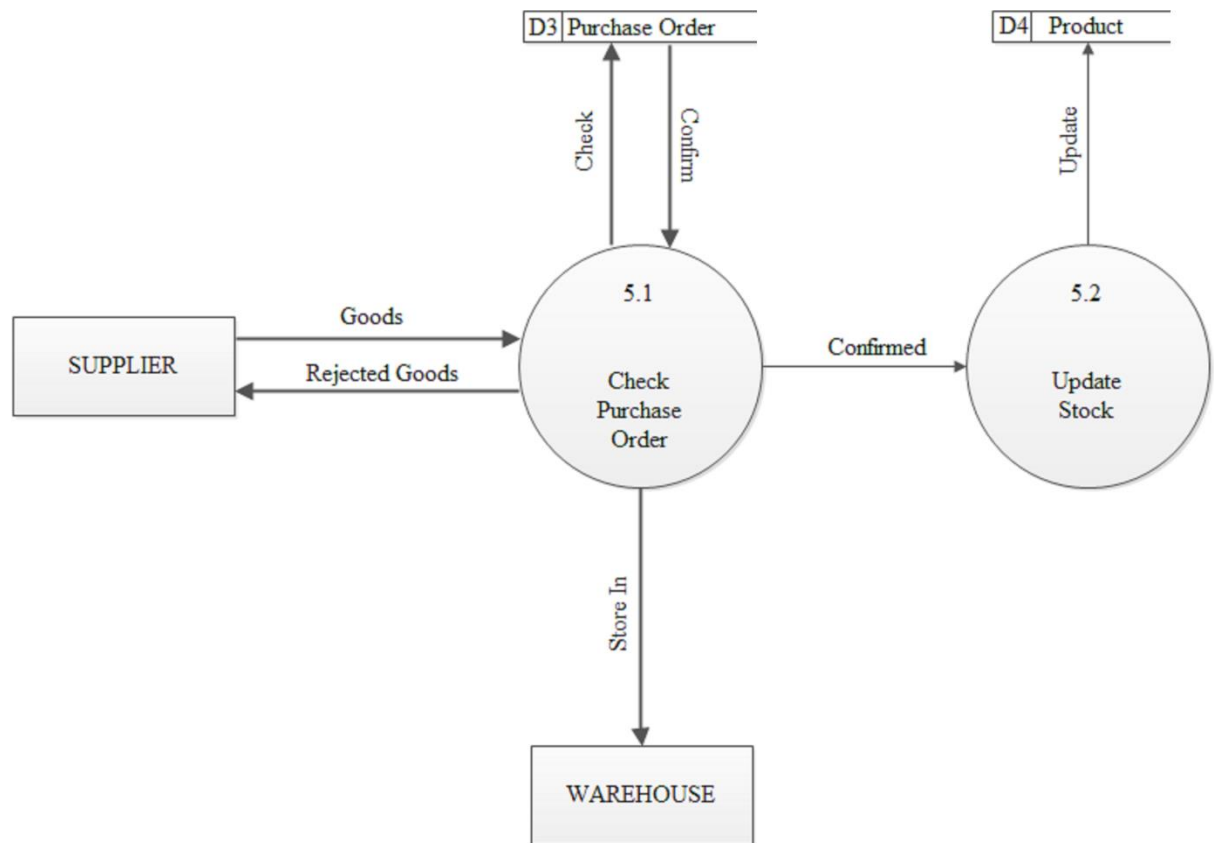 D3 Purchase Order
D4 Product
Check
Confirm
Update
5.1
5.2
Goods
Confirmed
SUPPLIER
Rejected Goods
Check
Purchase
Order
Update
Stock
Store In
WAREHOUSE